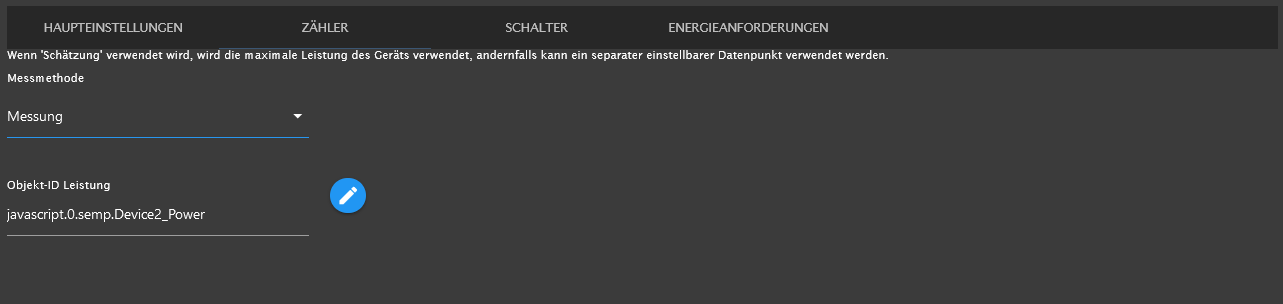 HAUPTEINSTELLUNGEN ZÄHLER SCHALTER ENERGIEANFORDERUNGEN
Wenn 'Schätzung' verwendet wird, wird die maximale Leistung des Geräts verwendet, andernfalls kann ein separater einstellbarer Datenpunkt verwendet werden.
Messmethode
Messung
Objekt-ID Leistung
javascript.0.semp.Device2_Power